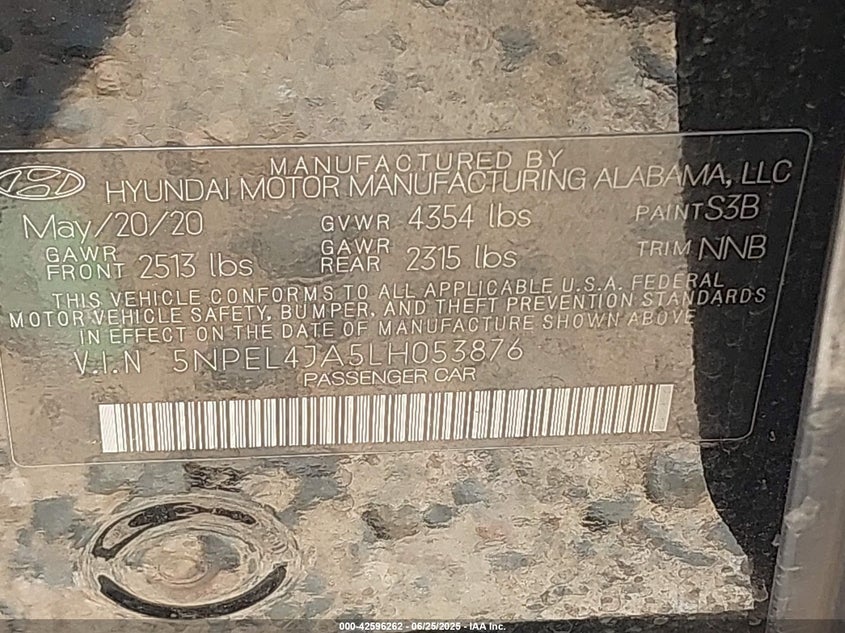 MANUFACTURED BY
HYUNDAI MOTOR MANUFACTURING ALABAMA, LLC
May/20/20 GVWR 4354 lbs PAINT S3B
GAWR FRONT 2513 lbs GAWR REAR 2315 lbs TRIM NNB
THIS VEHICLE CONFORMS TO ALL APPLICABLE U.S.A. FEDERAL
MOTOR VEHICLE SAFETY, BUMPER, AND THEFT PREVENTION STANDARDS
IN EFFECT ON THE DATE OF MANUFACTURE SHOWN ABOVE
V.I.N 5NPEL4JA5LH053876
PASSENGER CAR
000-42596262 - 06/25/2025 - IAA Inc.